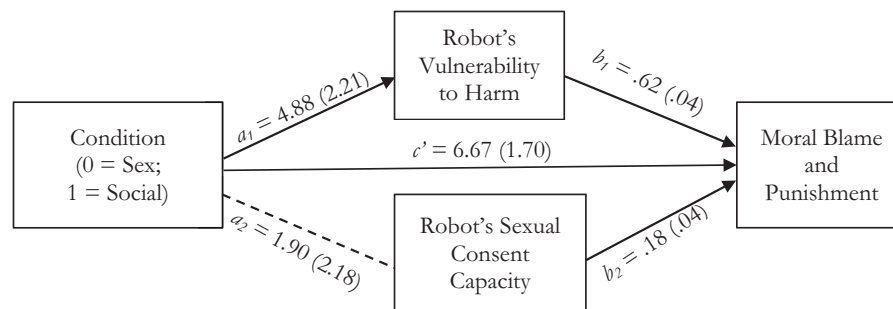 Robot's
Vulnerability
to Harm
a1 = 4.88 (2.21)
b1 = .62 (.04)
Condition
(0 = Sex;
1 = Social)
c' = 6.67 (1.70)
Moral Blame
and
Punishment
a2 = 1.90 (2.18)
Robot's Sexual
Consent
Capacity
b2 = .18 (.04)